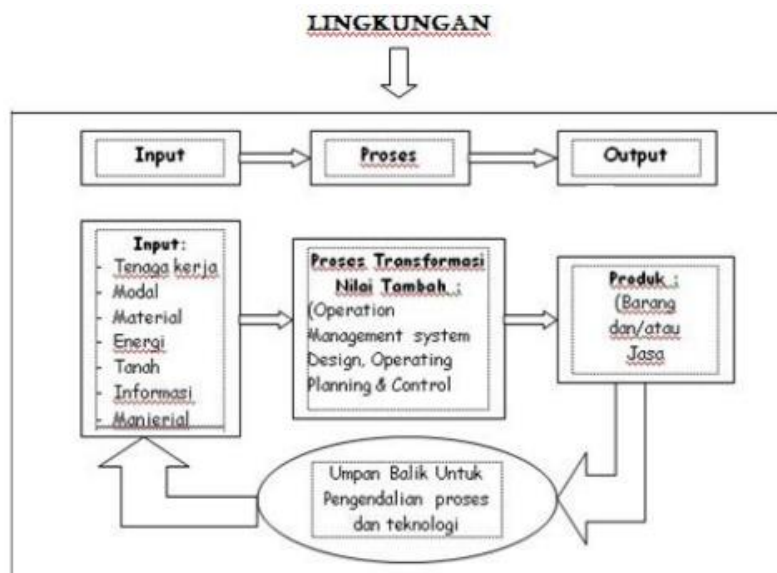 LINGKUNGAN
Input
Proses
Output
Input:
- Tenaga kerja
- Modal
- Material
- Energi
- Tanah
- Informasi
- Manierial
Proses Transformasi
Nilai Tambah :
(Operation
Management system
Design, Operating
Planning & Control
Produk :
(Barang
dan/atau
Jasa
Umpan Balik Untuk
Pengendalian proses
dan teknologi